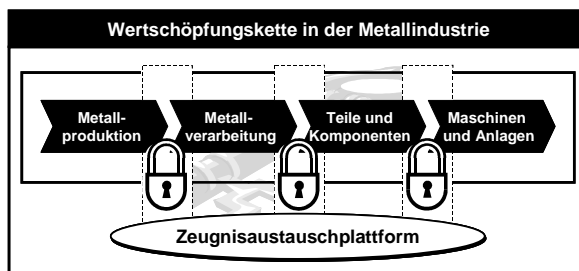 Wertschöpfungskette in der Metallindustrie
Metall-
produktion
Metall-
verarbeitung
Teile und
Komponenten
Maschinen
und Anlagen
Zeugnisaustauschplattform